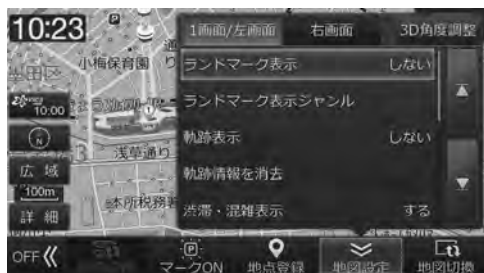 10:23
1画面/左画面 右画面 3D角度調整
小梅保育園
ランドマーク表示 しない
10:00
ランドマーク表示ジャンル
浅草通り
軌跡表示 しない
広域
軌跡情報を消去
100m
本所税務署
詳細
渋滞・混雑表示 する
OFF
マークON 地点登録 地図設定 地図切換